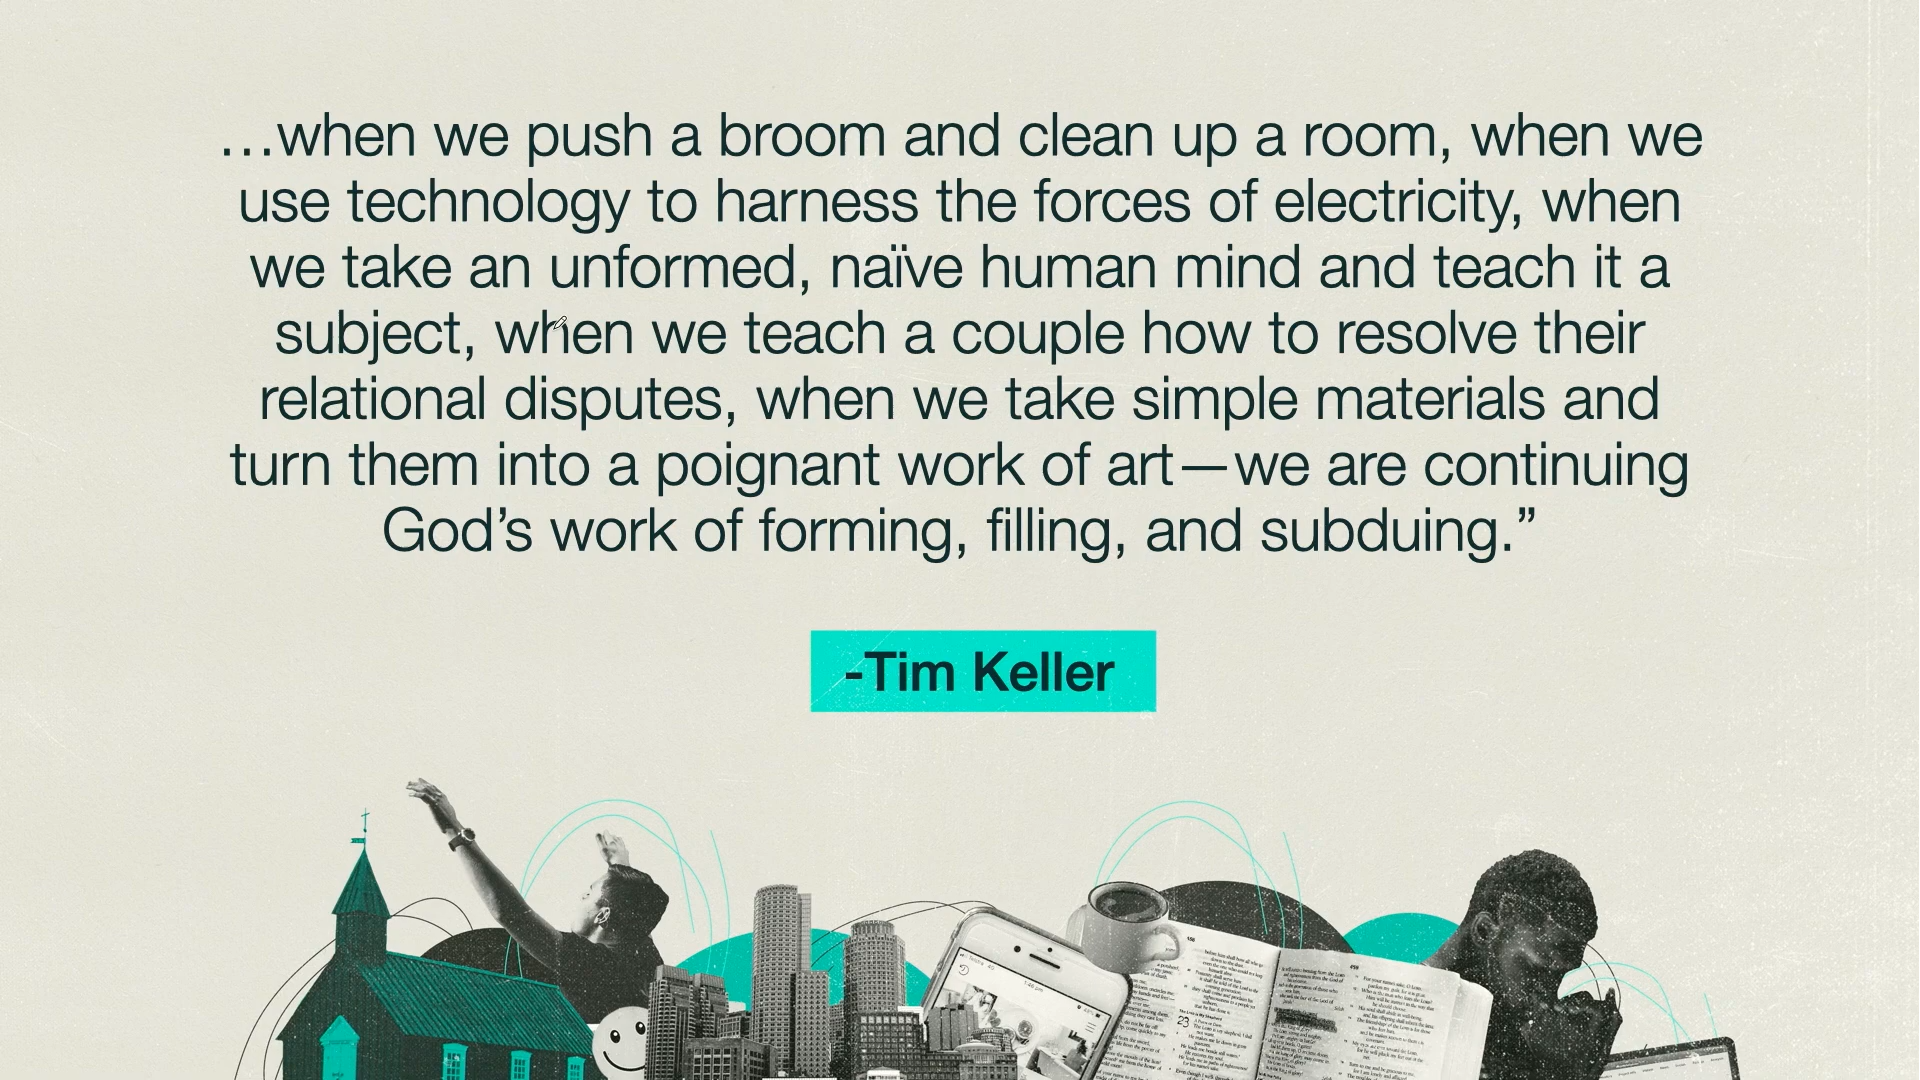 …when we push a broom and clean up a room, when we
use technology to harness the forces of electricity, when
we take an unformed, naïve human mind and teach it a
subject, when we teach a couple how to resolve their
relational disputes, when we take simple materials and
turn them into a poignant work of art—we are continuing
God’s work of forming, filling, and subduing.”
-Tim Keller
23